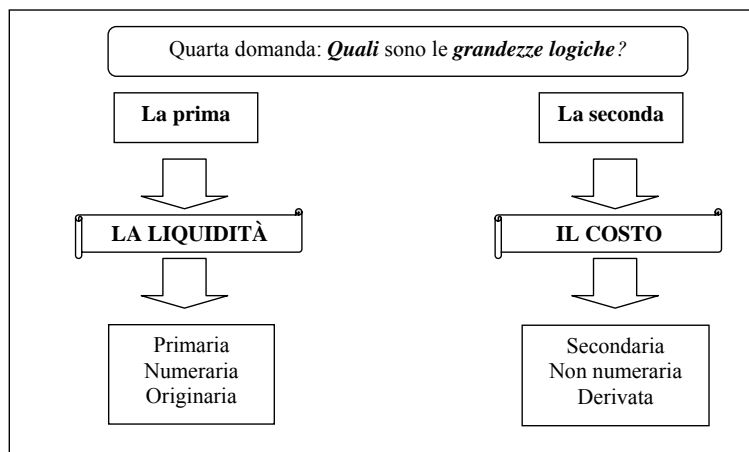 Quarta domanda: Quali sono le grandezze logiche?
La prima
La seconda
LA LIQUIDITÀ
IL COSTO
Primaria
Numeraria
Originaria
Secondaria
Non numeraria
Derivata